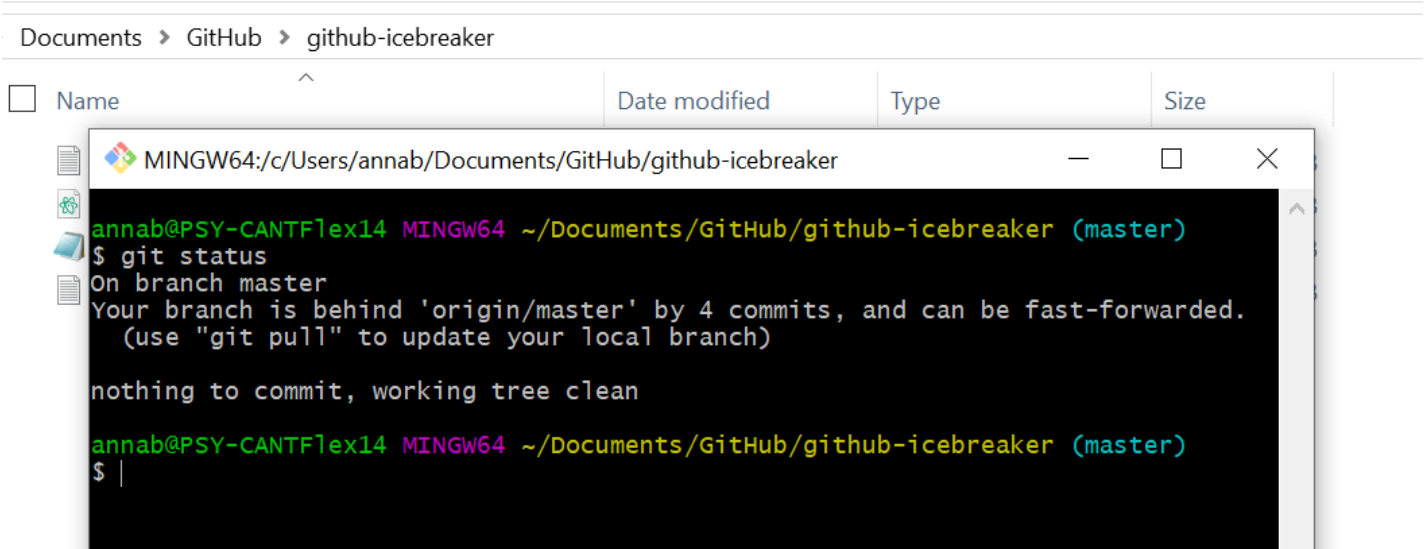 Documents > GitHub > github-icebreaker
Name Date modified Type Size
MINGW64:/c/Users/annab/Documents/GitHub/github-icebreaker
annab@PSY-CANTFlex14 MINGW64 ~/Documents/GitHub/github-icebreaker (master)
$ git status
On branch master
Your branch is behind 'origin/master' by 4 commits, and can be fast-forwarded.
  (use "git pull" to update your local branch)
nothing to commit, working tree clean
annab@PSY-CANTFlex14 MINGW64 ~/Documents/GitHub/github-icebreaker (master)
$